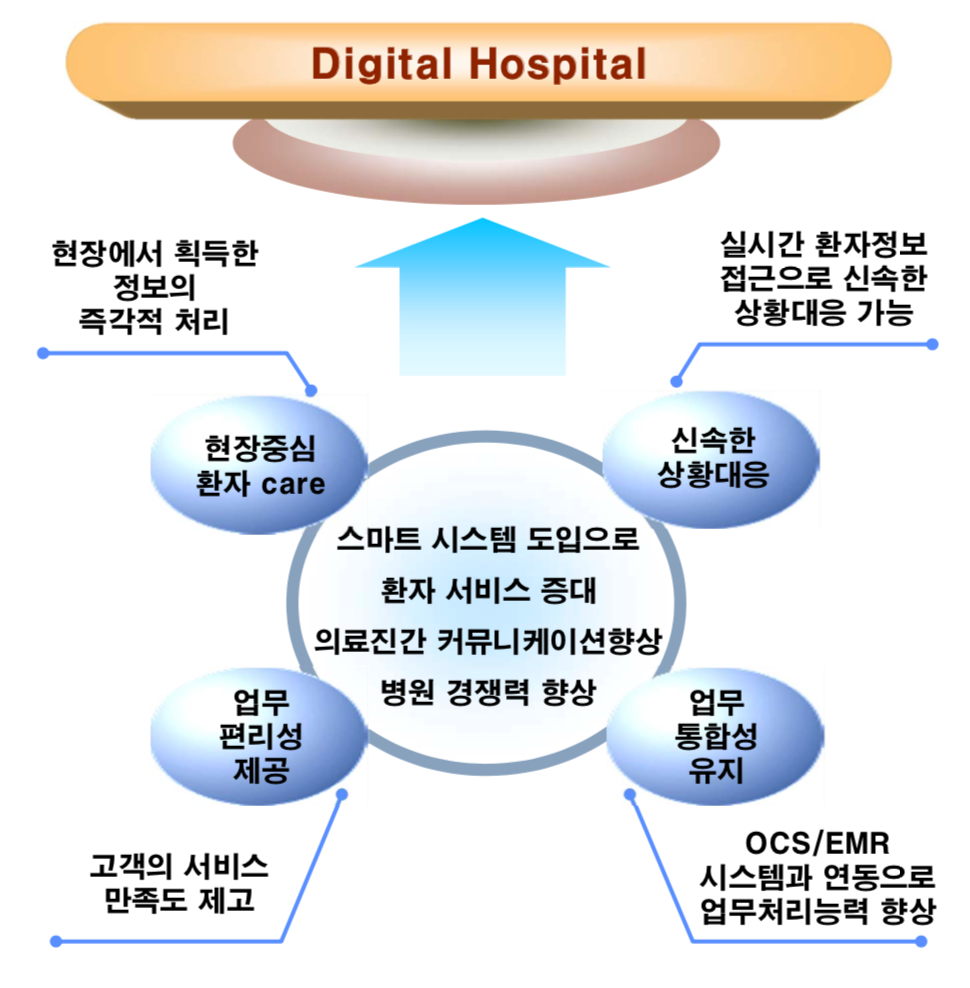 Digital Hospital
현장에서 획득한
정보의
즉각적 처리
실시간 환자정보
접근으로 신속한
상황대응 가능
현장중심
환자 care
신속한
상황대응
스마트 시스템 도입으로
환자 서비스 증대
의료진간 커뮤니케이션향상
병원 경쟁력 향상
업무
편리성
제공
업무
통합성
유지
고객의 서비스
만족도 제고
OCS/EMR
시스템과 연동으로
업무처리능력 향상